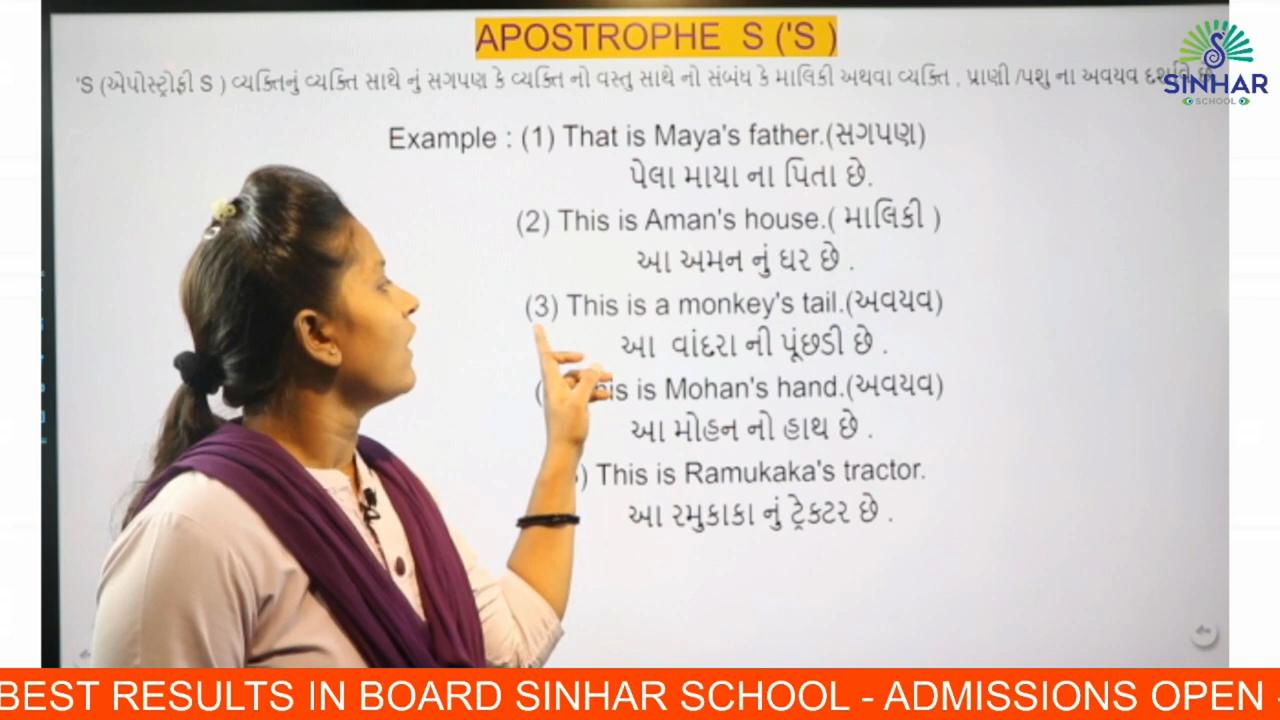 APOSTROPHE S ('S )
'S (એપોસ્ટ્રોફી S ) વ્યક્તિનું વ્યક્તિ સાથે નું સગપણ કે વ્યક્તિ નો વસ્તુ સાથે નો સંબંધ કે માલિકી અથવા વ્યક્તિ , પ્રાણી /પશુ ના અવયવ
SINHAR
SCHOOL
Example : (1) That is Maya's father.(સગપણ)
પેલા માયા ના પિતા છે.
(2) This is Aman's house.( માલિકી )
આ અમન નું ઘર છે .
(3) This is a monkey's tail.(અવયવ)
આ વાંદરા ની પૂંછડી છે .
is Mohan's hand.(અવયવ)
આ મોહન નો હાથ છે .
) This is Ramukaka's tractor.
આ રમુકાકા નું ટ્રેકટર છે .
BEST RESULTS IN BOARD SINHAR SCHOOL - ADMISSIONS OPEN